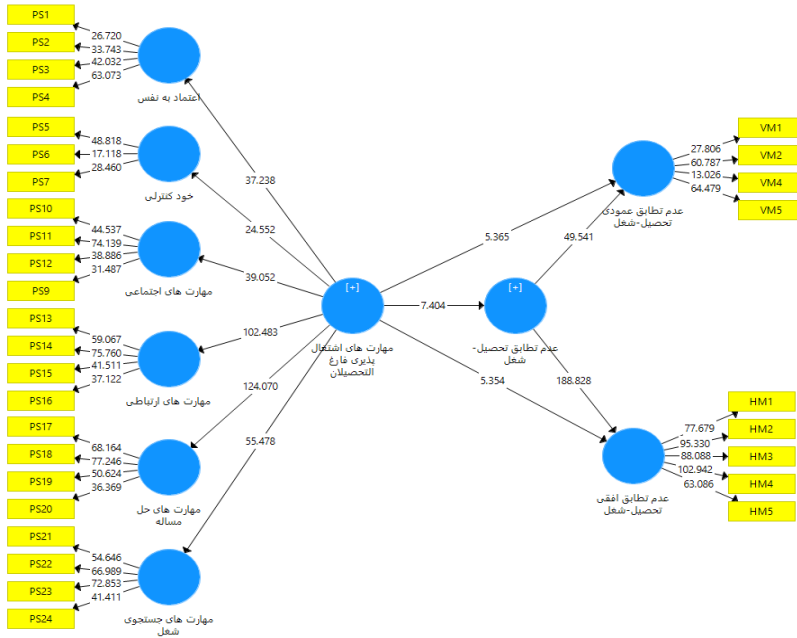 PS1
PS2
PS3
PS4
26.720
33.743
42.032
63.073
اعتماد به نفس
PS5
PS6
PS7
48.818
17.118
28.460
خود کنترلی
PS10
PS11
PS12
PS9
44.537
74.139
38.886
31.487
مهارت های اجتماعی
PS13
PS14
PS15
PS16
59.067
75.760
41.511
37.122
مهارت های ارتباطی
PS17
PS18
PS19
PS20
68.164
77.246
50.624
36.369
مهارت های حل
مساله
PS21
PS22
PS23
PS24
54.646
66.989
72.853
41.411
مهارت های جستجوی
شغل
37.238
24.552
39.052
102.483
124.070
55.478
[+]
مهارت های اشتغال
پذیری فارغ
التحصیلان
5.365
7.404
5.354
[+]
عدم تطابق تحصیل-
شغل
49.541
188.828
عدم تطابق عمودی
تحصیل-شغل
27.806
60.787
13.026
64.479
VM1
VM2
VM4
VM5
عدم تطابق افقی
تحصیل-شغل
77.679
95.330
88.088
102.942
63.086
HM1
HM2
HM3
HM4
HM5